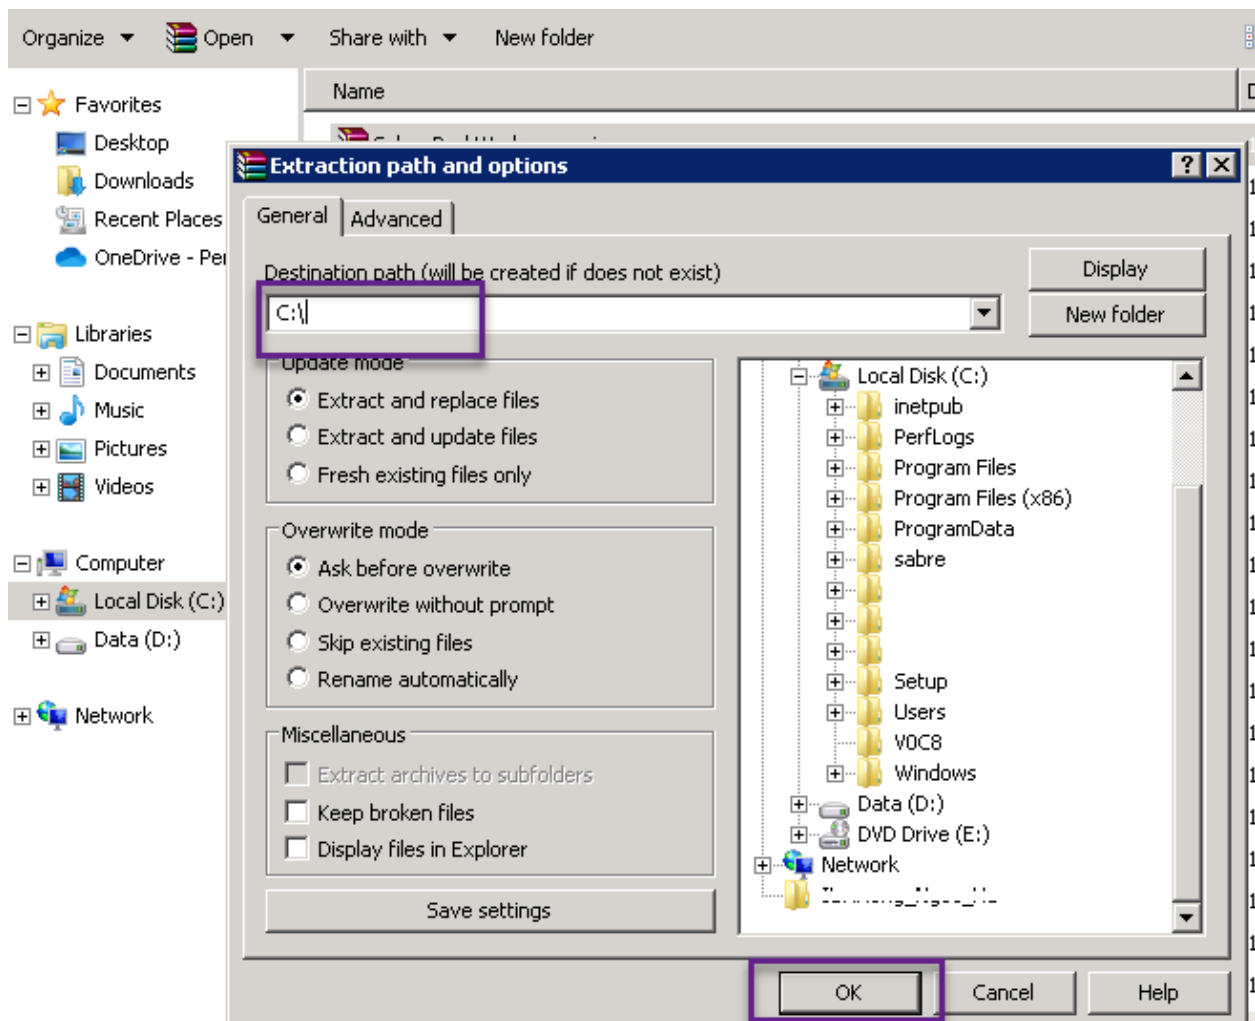 Organize Open Share with New folder
Name
Favorites
Desktop
Downloads
Recent Places
OneDrive - Per
Libraries
Documents
Music
Pictures
Videos
Computer
Local Disk (C:)
Data (D:)
Network
Extraction path and options
General Advanced
Destination path (will be created if does not exist)
Display
C:\
New folder
Update mode
Extract and replace files
Extract and update files
Fresh existing files only
Overwrite mode
Ask before overwrite
Overwrite without prompt
Skip existing files
Rename automatically
Miscellaneous
Extract archives to subfolders
Keep broken files
Display files in Explorer
Save settings
Local Disk (C:)
inetpub
PerfLogs
Program Files
Program Files (x86)
ProgramData
sabre
Setup
Users
V0C8
Windows
Data (D:)
DVD Drive (E:)
Network
OK Cancel Help